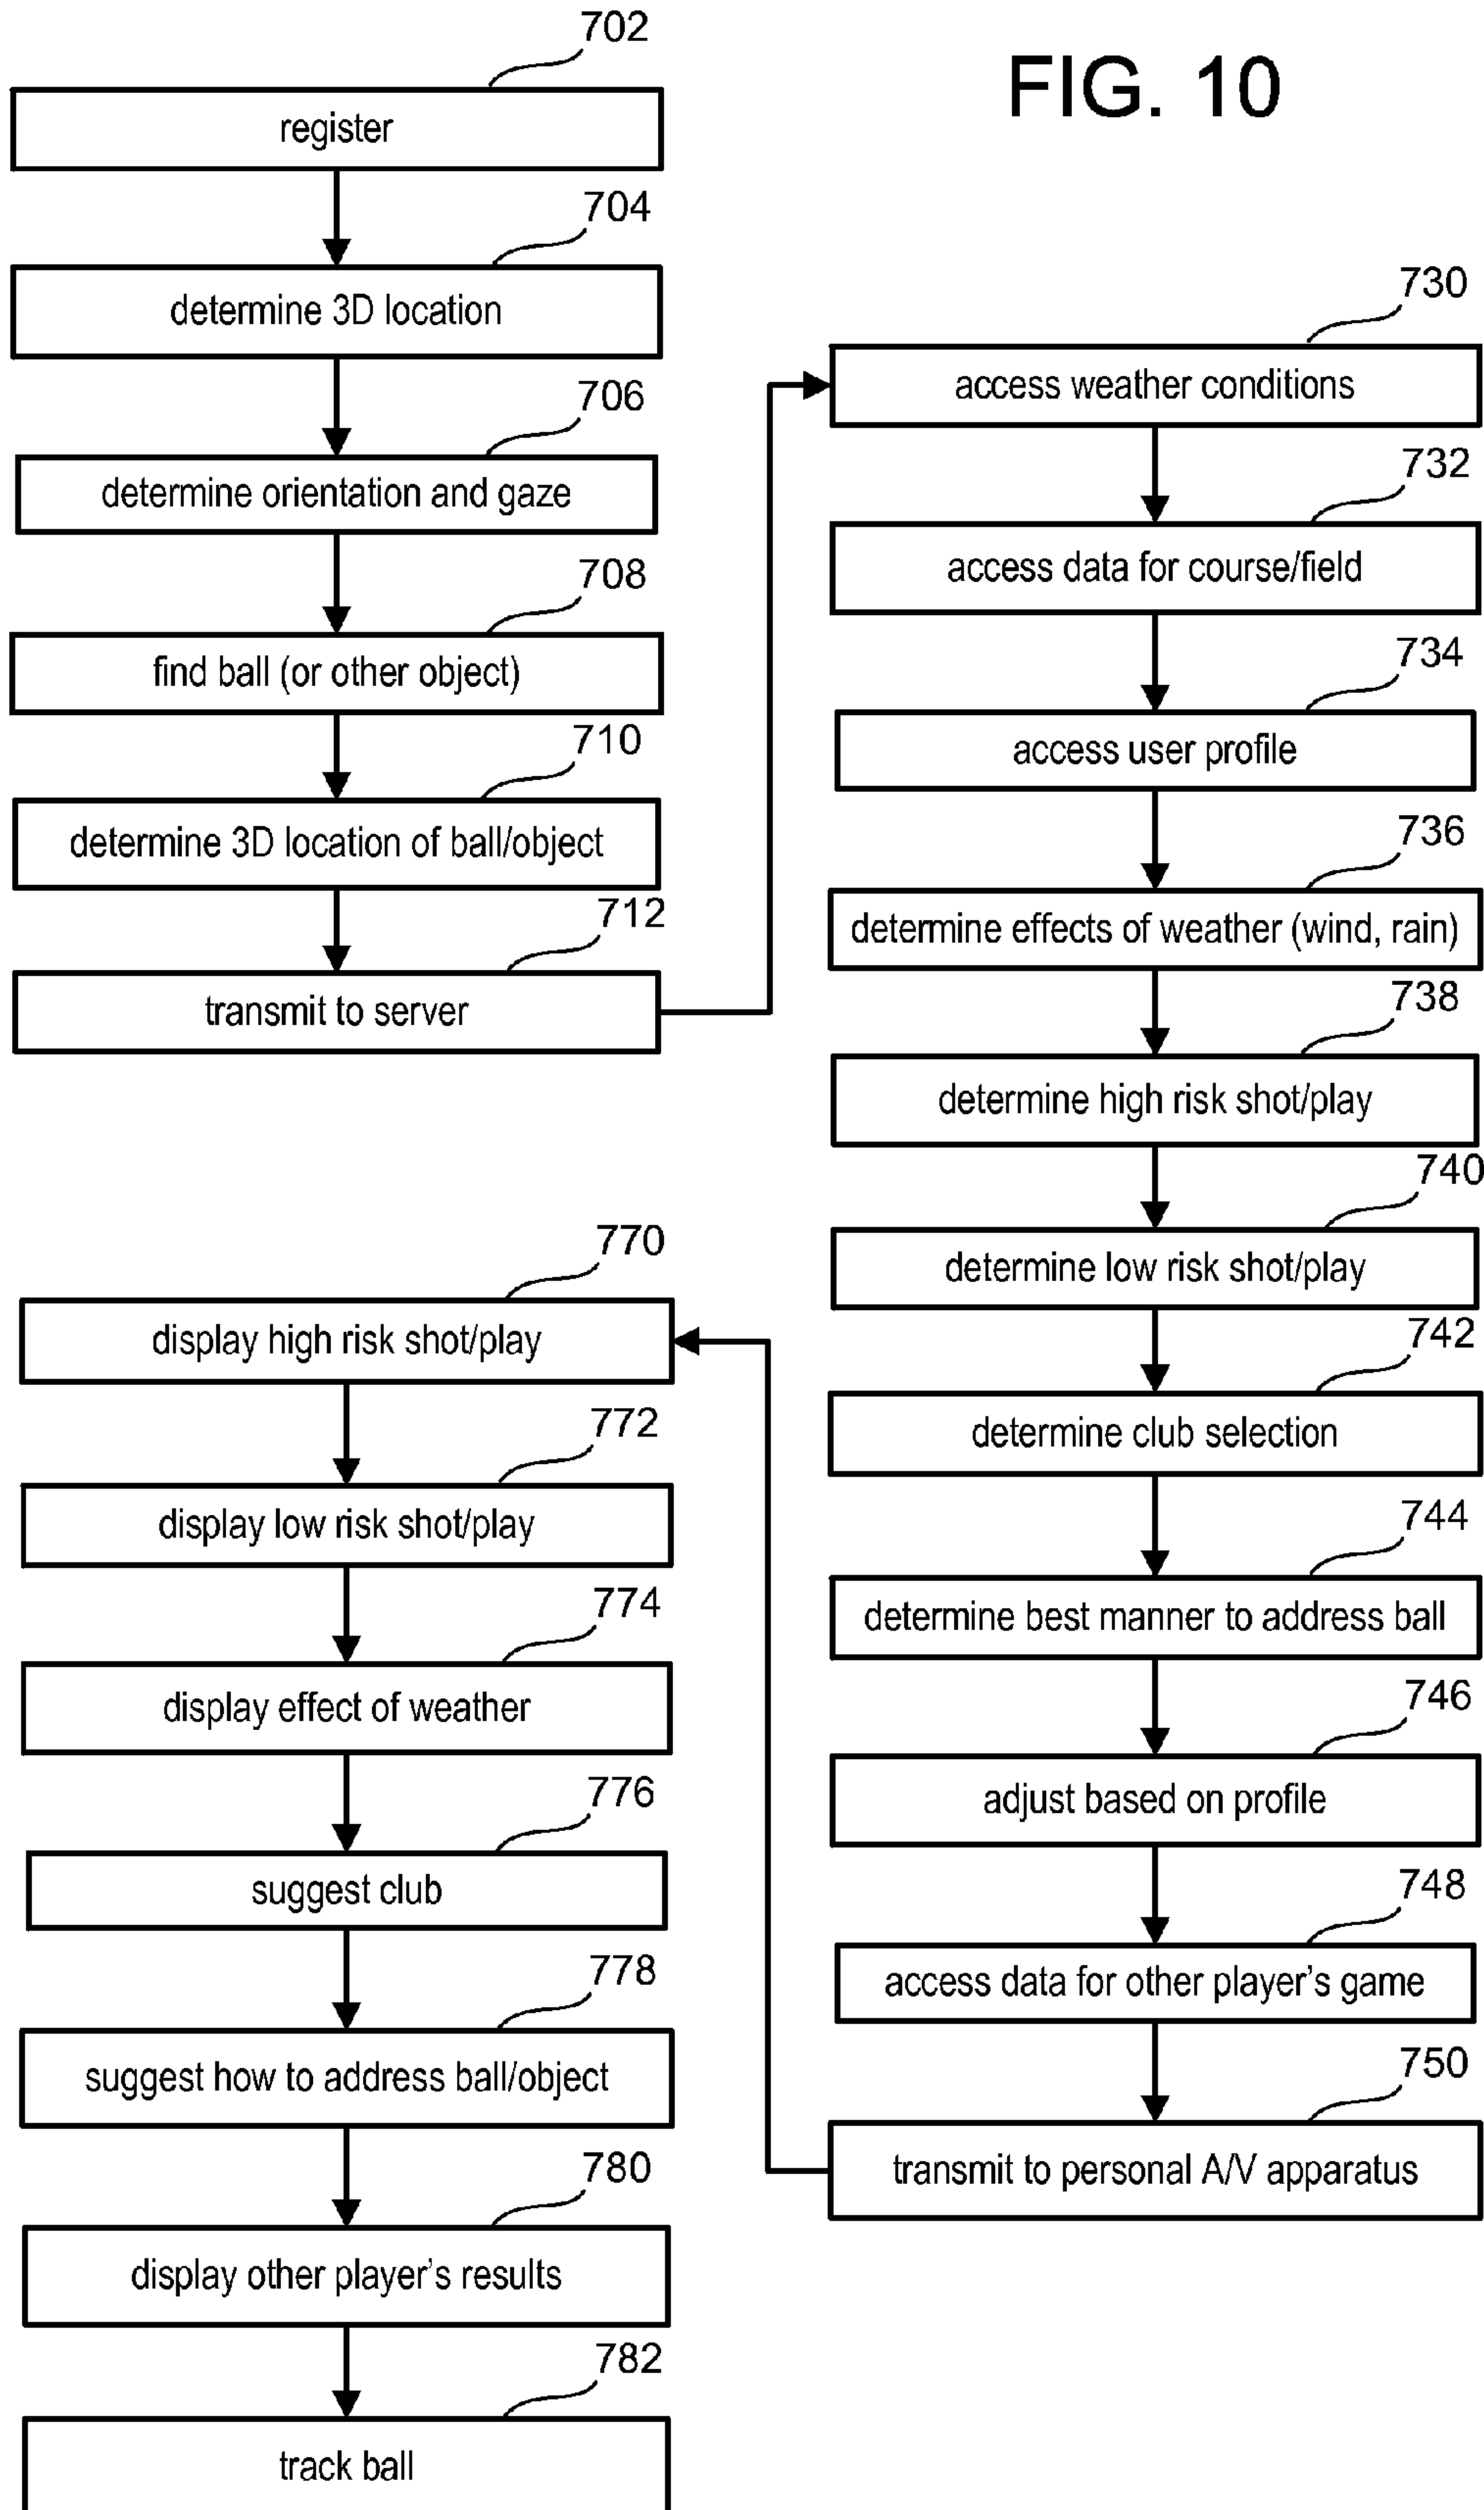 FIG. 10
702
register
704
determine 3D location
706
determine orientation and gaze
708
find ball (or other object)
710
determine 3D location of ball/object
712
transmit to server
730
access weather conditions
732
access data for course/field
734
access user profile
736
determine effects of weather (wind, rain)
738
determine high risk shot/play
740
determine low risk shot/play
742
determine club selection
744
determine best manner to address ball
746
adjust based on profile
748
access data for other player's game
750
transmit to personal A/V apparatus
770
display high risk shot/play
772
display low risk shot/play
774
display effect of weather
776
suggest club
778
suggest how to address ball/object
780
display other player's results
782
track ball